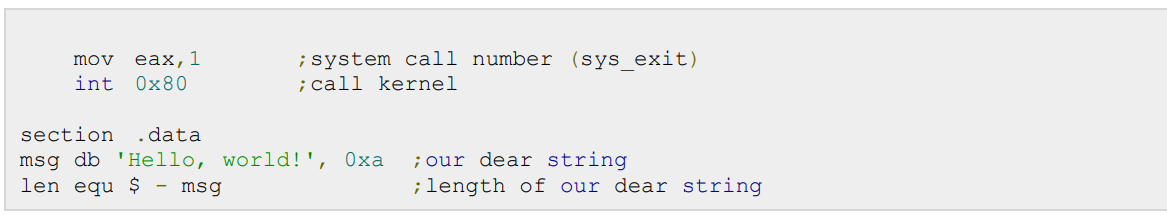 mov eax,1 ;system call number (sys_exit)
int 0x80 ;call kernel
section .data
msg db 'Hello, world!', 0xa ;our dear string
len equ $ - msg ;length of our dear string